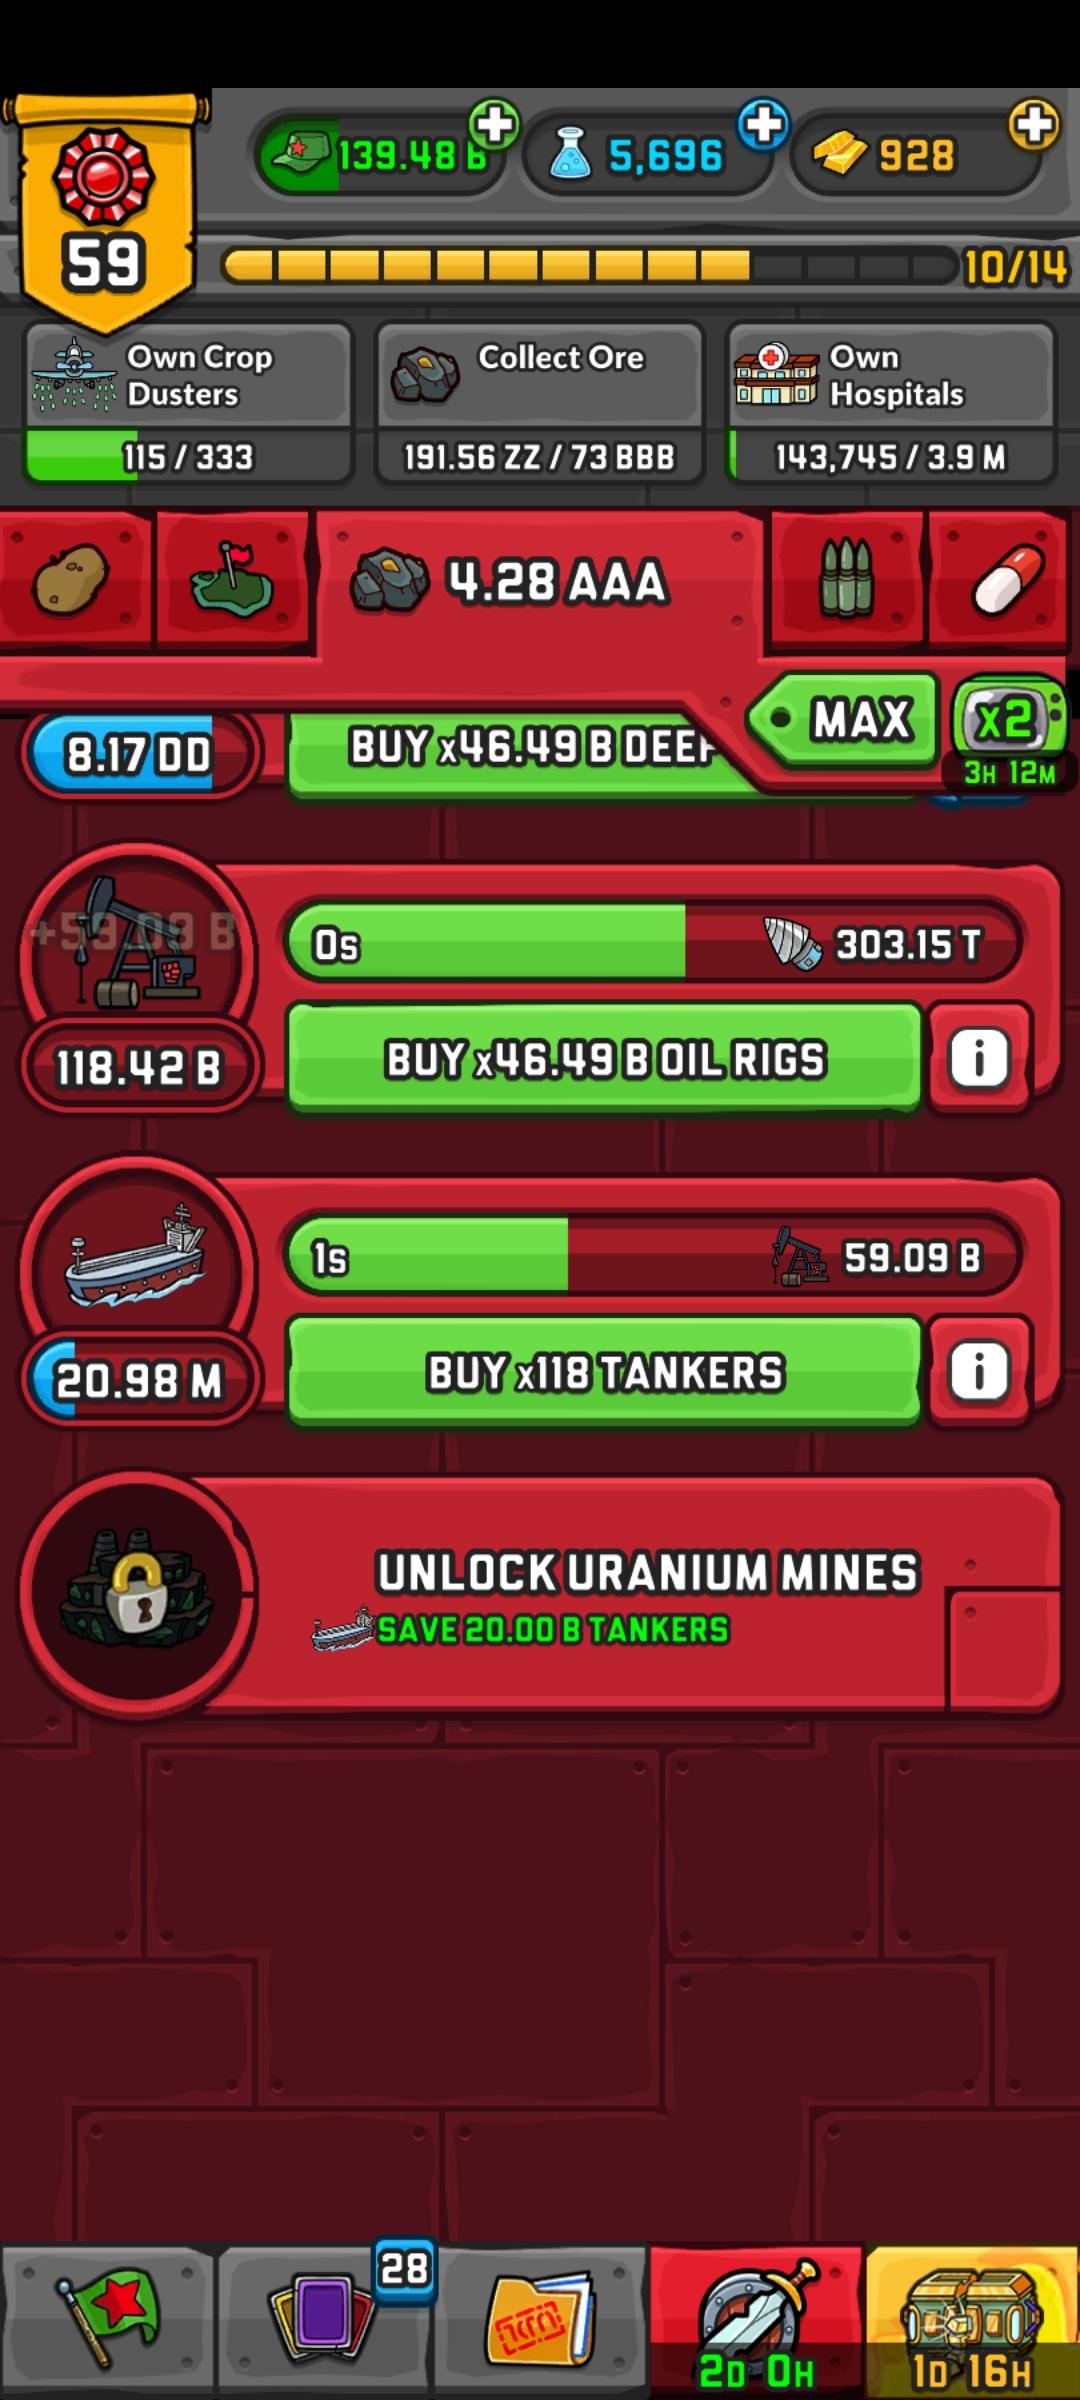 139.48 B
5,696
928
59
10/14
Own Crop
Dusters
115 / 333
Collect Ore
191.56 ZZ / 73 BBB
Own
Hospitals
143,745 / 3.9 M
4.28 AAA
MAX
x2
3H 12M
8.17 DD
BUY x46.49 B DEEP
+59.09 B
0s
303.15 T
118.42 B
BUY x46.49 B OIL RIGS
i
1s
59.09 B
20.98 M
BUY x118 TANKERS
i
UNLOCK URANIUM MINES
SAVE 20.00 B TANKERS
28
2D 0H
1D 16H